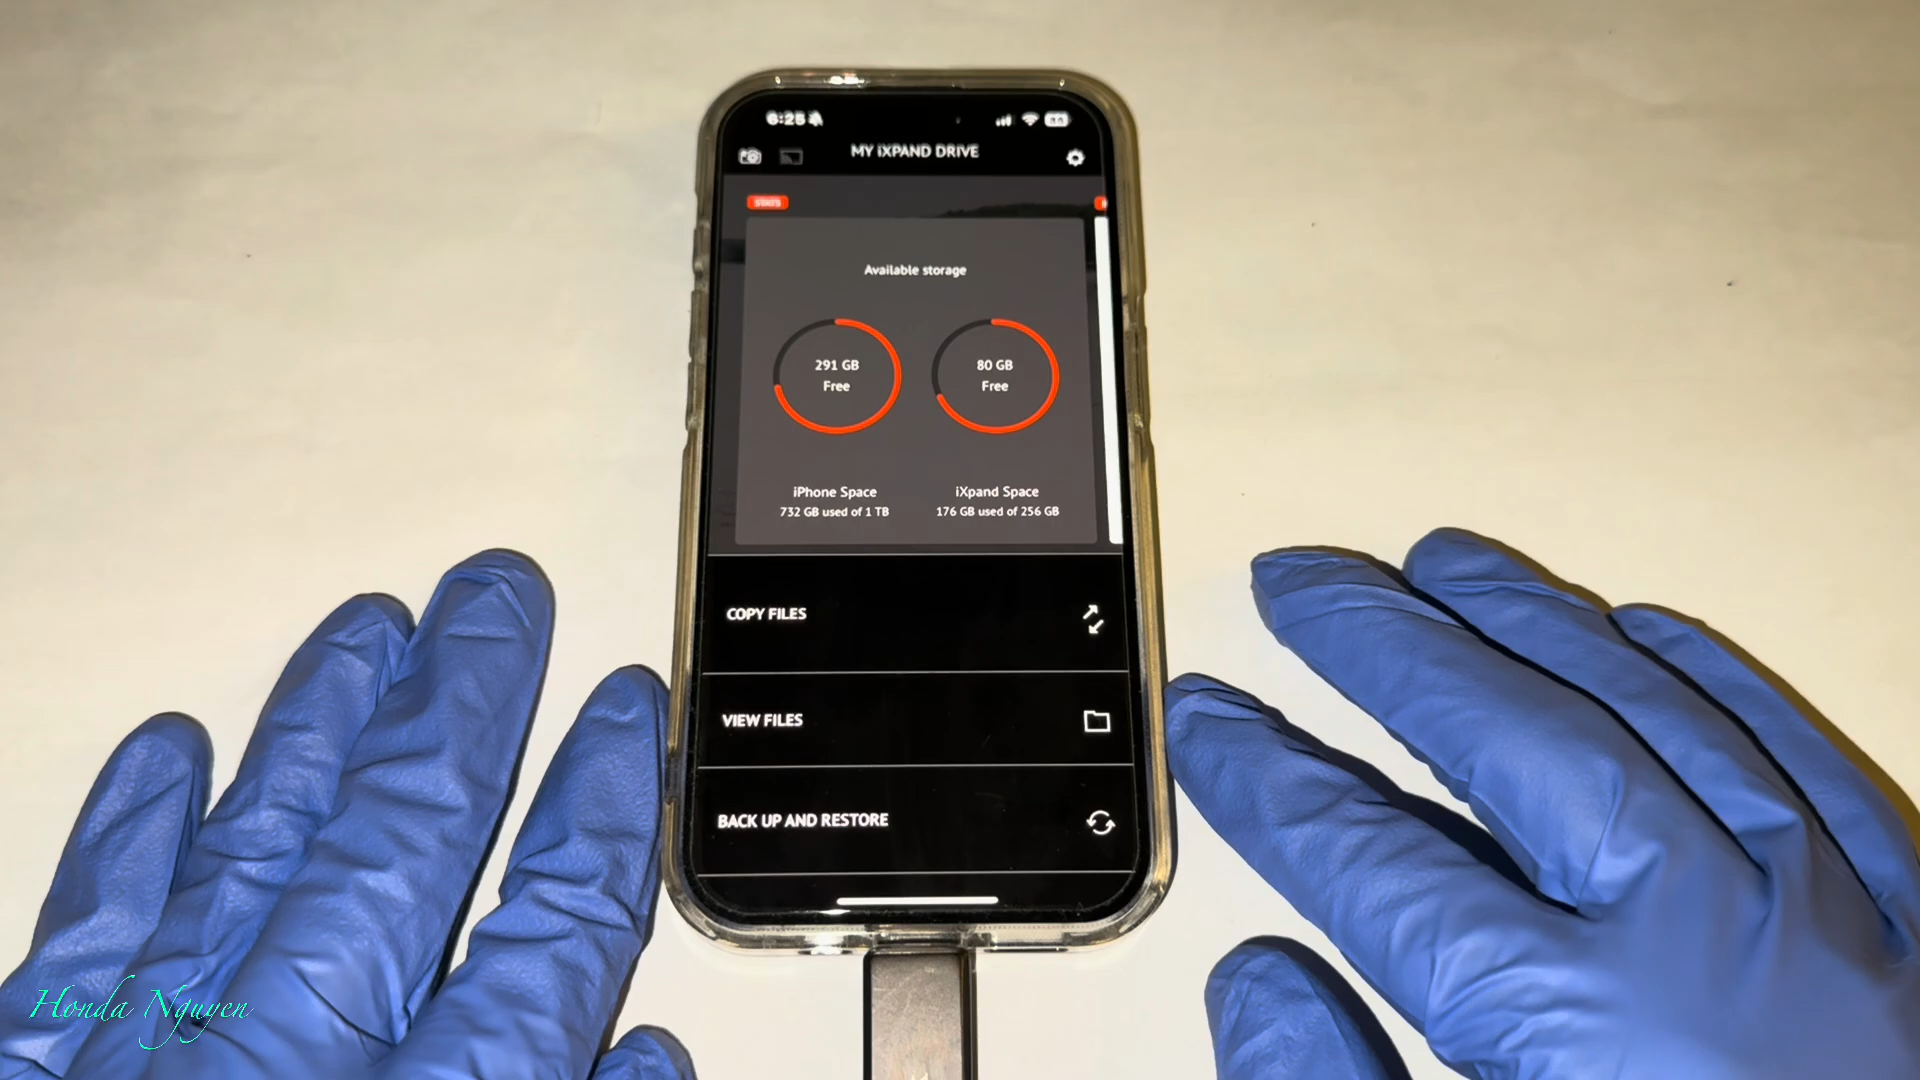 6:25
MY iXPAND DRIVE
STATS
Available storage
291 GB
Free
80 GB
Free
iPhone Space
732 GB used of 1 TB
iXpand Space
176 GB used of 256 GB
COPY FILES
VIEW FILES
BACK UP AND RESTORE
Honda Nguyen